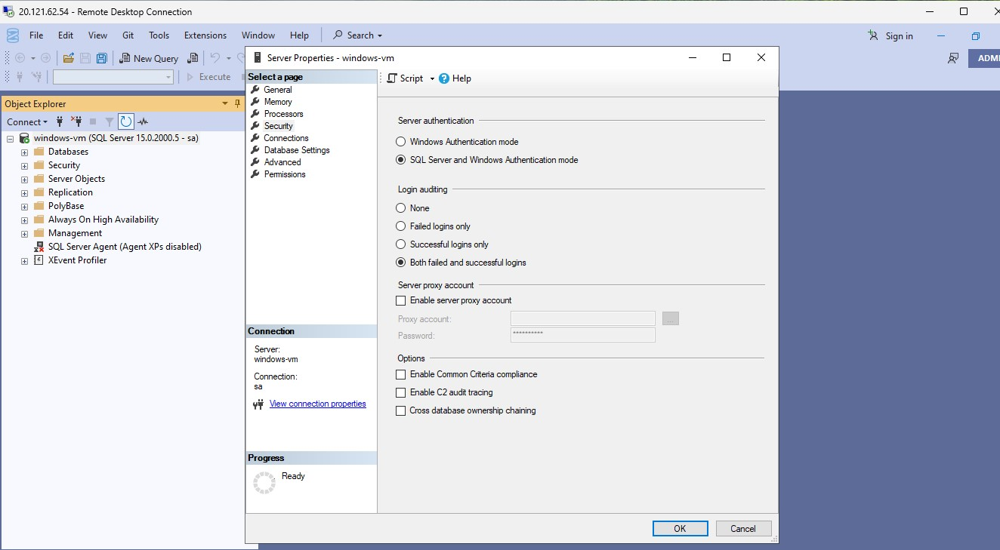 20.121.62.54 - Remote Desktop Connection
File Edit View Git Tools Extensions Window Help Search Sign in
New Query
ADMI
Execute
Object Explorer
Connect
windows-vm (SQL Server 15.0.2000.5 - sa)
Databases
Security
Server Objects
Replication
PolyBase
Always On High Availability
Management
SQL Server Agent (Agent XPs disabled)
XEvent Profiler
Server Properties - windows-vm
Select a page
General
Memory
Processors
Security
Connections
Database Settings
Advanced
Permissions
Connection
Server:
windows-vm
Connection:
sa
View connection properties
Progress
Ready
Script Help
Server authentication
Windows Authentication mode
SQL Server and Windows Authentication mode
Login auditing
None
Failed logins only
Successful logins only
Both failed and successful logins
Server proxy account
Enable server proxy account
Proxy account:
...
Password: **********
Options
Enable Common Criteria compliance
Enable C2 audit tracing
Cross database ownership chaining
OK Cancel